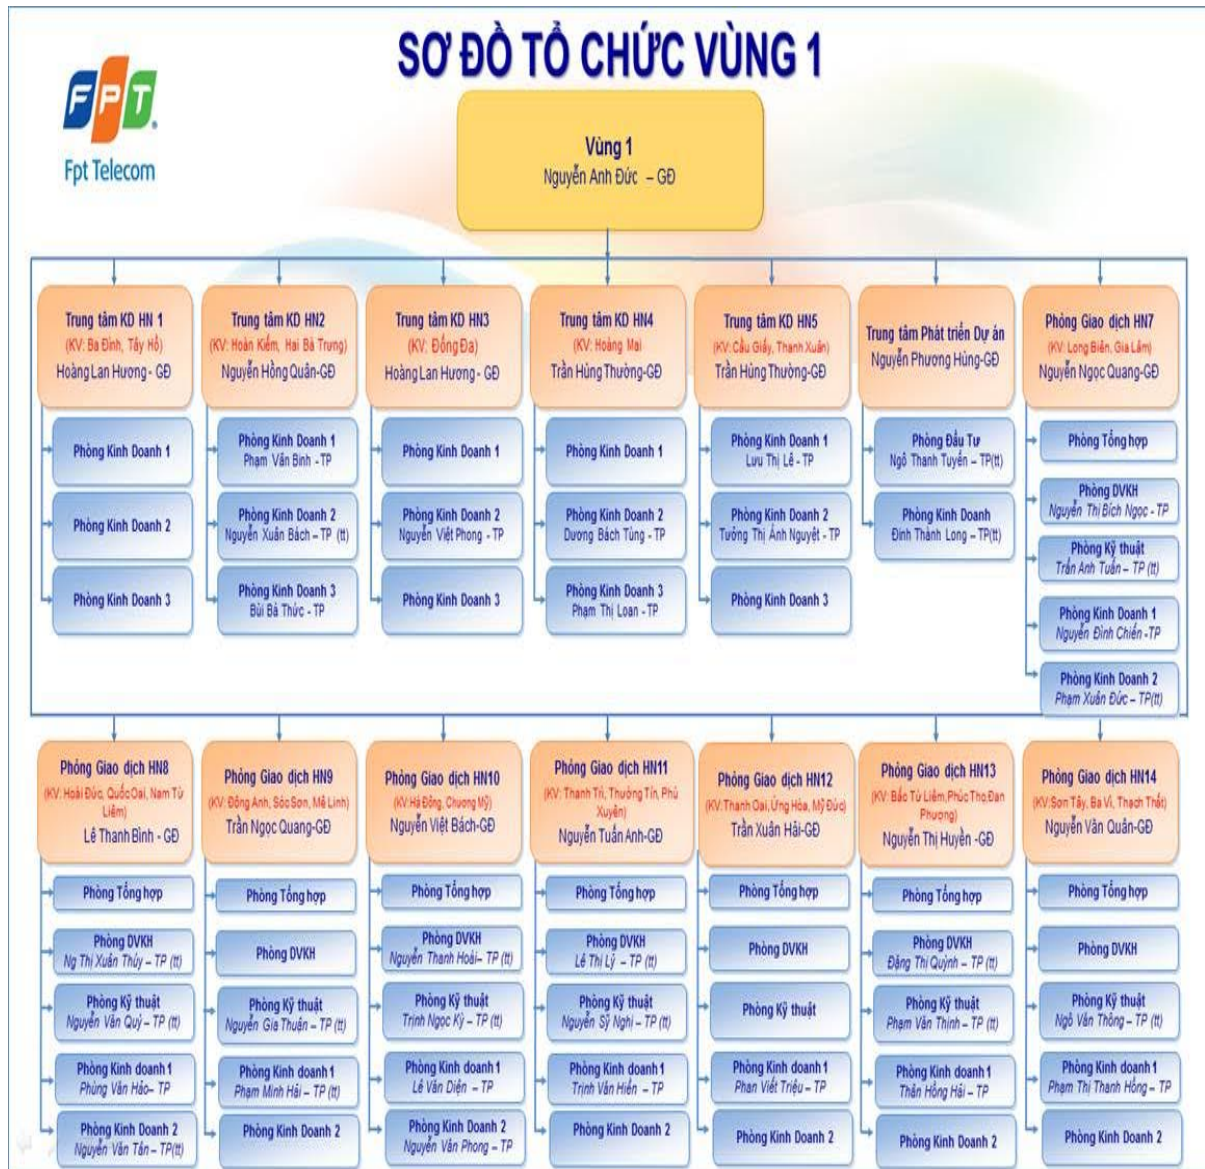 SƠ ĐỒ TỔ CHỨC VÙNG 1
FPT
Fpt Telecom
Vùng 1
Nguyễn Anh Đức – GĐ
Trung tâm KD HN 1
(KV: Ba Đình, Tây Hồ)
Hoàng Lan Hương - GĐ
Phòng Kinh Doanh 1
Phòng Kinh Doanh 2
Phòng Kinh Doanh 3
Trung tâm KD HN2
(KV: Hoàn Kiếm, Hai Bà Trưng)
Nguyễn Hồng Quân-GĐ
Phòng Kinh Doanh 1
Phạm Văn Bình -TP
Phòng Kinh Doanh 2
Nguyễn Xuân Bách – TP (tt)
Phòng Kinh Doanh 3
Bùi Bá Thức - TP
Trung tâm KD HN3
(KV: Đống Đa)
Hoàng Lan Hương - GĐ
Phòng Kinh Doanh 1
Phòng Kinh Doanh 2
Nguyễn Việt Phong - TP
Phòng Kinh Doanh 3
Trung tâm KD HN4
(KV: Hoàng Mai)
Trần Hùng Thường-GĐ
Phòng Kinh Doanh 1
Phòng Kinh Doanh 2
Dương Bách Tùng - TP
Phòng Kinh Doanh 3
Phạm Thị Loan - TP
Trung tâm KD HN5
(KV: Cầu Giấy, Thanh Xuân)
Trần Hùng Thường-GĐ
Phòng Kinh Doanh 1
Lưu Thị Lê - TP
Phòng Kinh Doanh 2
Tưởng Thị Ánh Nguyệt - TP
Phòng Kinh Doanh 3
Trung tâm Phát triển Dự án
Nguyễn Phương Hùng-GĐ
Phòng Đầu Tư
Ngô Thanh Tuyến – TP(tt)
Phòng Kinh Doanh
Đinh Thành Long – TP(tt)
Phòng Giao dịch HN7
(KV: Long Biên, Gia Lâm)
Nguyễn Ngọc Quang-GĐ
Phòng Tổng hợp
Phòng DVKH
Nguyễn Thị Bích Ngọc - TP
Phòng Kỹ thuật
Trần Anh Tuấn – TP (tt)
Phòng Kinh Doanh 1
Nguyễn Đình Chiến -TP
Phòng Kinh Doanh 2
Phạm Xuân Đức – TP(tt)
Phòng Giao dịch HN8
(KV: Hoài Đức, Quốc Oai, Nam Từ
Liêm)
Lê Thanh Bình - GĐ
Phòng Tổng hợp
Phòng DVKH
Ng Thị Xuân Thúy – TP (tt)
Phòng Kỹ thuật
Nguyễn Văn Quý – TP (tt)
Phòng Kinh doanh 1
Phùng Văn Hảo– TP
Phòng Kinh Doanh 2
Nguyễn Văn Tấn – TP(tt)
Phòng Giao dịch HN9
(KV: Đông Anh, Sóc Sơn, Mê Linh)
Trần Ngọc Quang-GĐ
Phòng Tổng hợp
Phòng DVKH
Phòng Kỹ thuật
Nguyễn Gia Thuận – TP (tt)
Phòng Kinh doanh 1
Phạm Minh Hải – TP (tt)
Phòng Kinh Doanh 2
Phòng Giao dịch HN10
(KV: Hà Đông, Chương Mỹ)
Nguyễn Việt Bách-GĐ
Phòng Tổng hợp
Phòng DVKH
Nguyễn Thanh Hoài– TP (tt)
Phòng Kỹ thuật
Trịnh Ngọc Kỳ – TP (tt)
Phòng Kinh doanh 1
Lê Văn Diện – TP
Phòng Kinh Doanh 2
Nguyễn Văn Phong - TP
Phòng Giao dịch HN11
(KV: Thanh Trì, Thường Tín, Phú
Xuyên)
Nguyễn Tuấn Anh-GĐ
Phòng Tổng hợp
Phòng DVKH
Lê Thị Lý – TP (tt)
Phòng Kỹ thuật
Nguyễn Sỹ Nghị – TP (tt)
Phòng Kinh doanh 1
Trịnh Văn Hiến – TP
Phòng Kinh Doanh 2
Phòng Giao dịch HN12
(KV:Thanh Oai, Ứng Hòa, Mỹ Đức)
Trần Xuân Hải-GĐ
Phòng Tổng hợp
Phòng DVKH
Phòng Kỹ thuật
Phòng Kinh doanh 1
Phan Viết Triệu – TP
Phòng Kinh Doanh 2
Phòng Giao dịch HN13
(KV: Bắc Từ Liêm,Phúc Thọ,Đan
Phượng)
Nguyễn Thị Huyền -GĐ
Phòng Tổng hợp
Phòng DVKH
Đặng Thị Quỳnh – TP (tt)
Phòng Kỹ thuật
Phạm Văn Thịnh – TP (tt)
Phòng Kinh doanh 1
Thân Hồng Hải – TP
Phòng Kinh Doanh 2
Phòng Giao dịch HN14
(KV:Sơn Tây, Ba Vì, Thạch Thất)
Nguyễn Văn Quân-GĐ
Phòng Tổng hợp
Phòng DVKH
Phòng Kỹ thuật
Ngô Văn Thông – TP (tt)
Phòng Kinh doanh 1
Phạm Thị Thanh Hồng – TP
Phòng Kinh Doanh 2